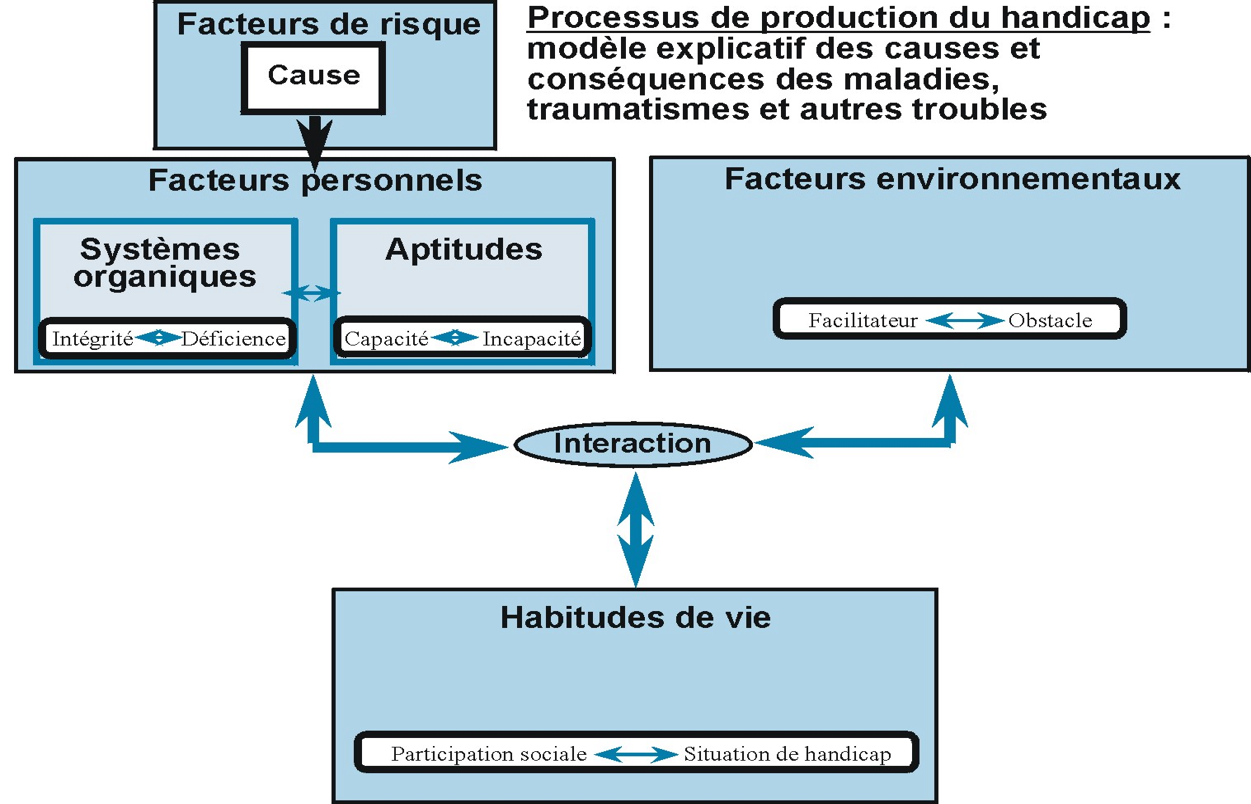 Facteurs de risque
Cause
Processus de production du handicap :
modèle explicatif des causes et
conséquences des maladies,
traumatismes et autres troubles
Facteurs personnels
Systèmes
organiques
Intégrité Déficience
Aptitudes
Capacité Incapacité
Facteurs environnementaux
Facilitateur Obstacle
Interaction
Habitudes de vie
Participation sociale Situation de handicap